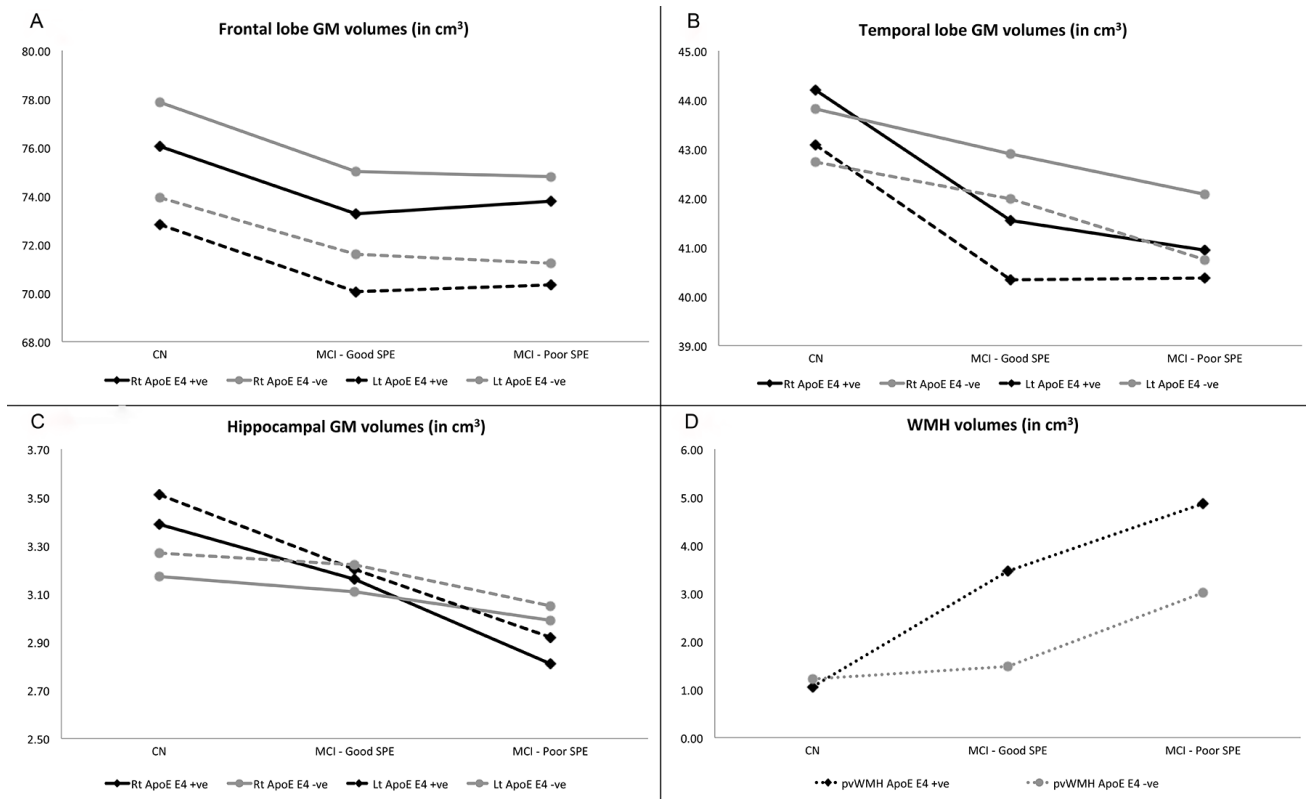 A
Frontal lobe GM volumes (in cm³)
80.00
78.00
76.00
74.00
72.00
70.00
68.00
CN
MCI - Good SPE
MCI - Poor SPE
Rt ApoE E4 +ve
Rt ApoE E4 -ve
Lt ApoE E4 +ve
Lt ApoE E4 -ve
B
Temporal lobe GM volumes (in cm³)
45.00
44.00
43.00
42.00
41.00
40.00
39.00
CN
MCI - Good SPE
MCI - Poor SPE
Rt ApoE E4 +ve
Rt ApoE E4 -ve
Lt ApoE E4 +ve
Lt ApoE E4 -ve
C
Hippocampal GM volumes (in cm³)
3.70
3.50
3.30
3.10
2.90
2.70
2.50
CN
MCI - Good SPE
MCI - Poor SPE
Rt ApoE E4 +ve
Rt ApoE E4 -ve
Lt ApoE E4 +ve
Lt ApoE E4 -ve
D
WMH volumes (in cm³)
6.00
5.00
4.00
3.00
2.00
1.00
0.00
CN
MCI - Good SPE
MCI - Poor SPE
pvWMH ApoE E4 +ve
pvWMH ApoE E4 -ve